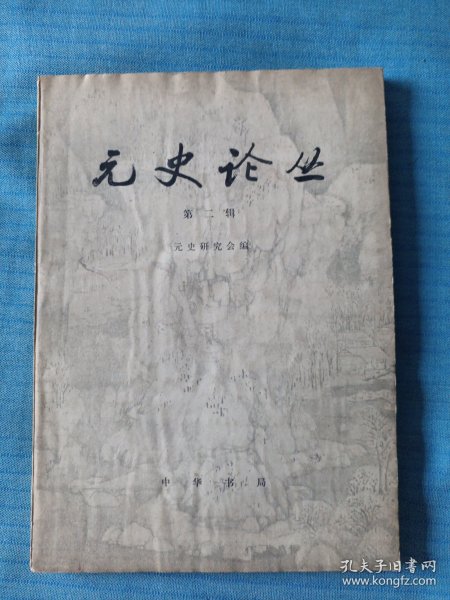 元史论丛
第二辑
元史研究会编
中华书局
孔夫子旧书网
www.kongfz.com